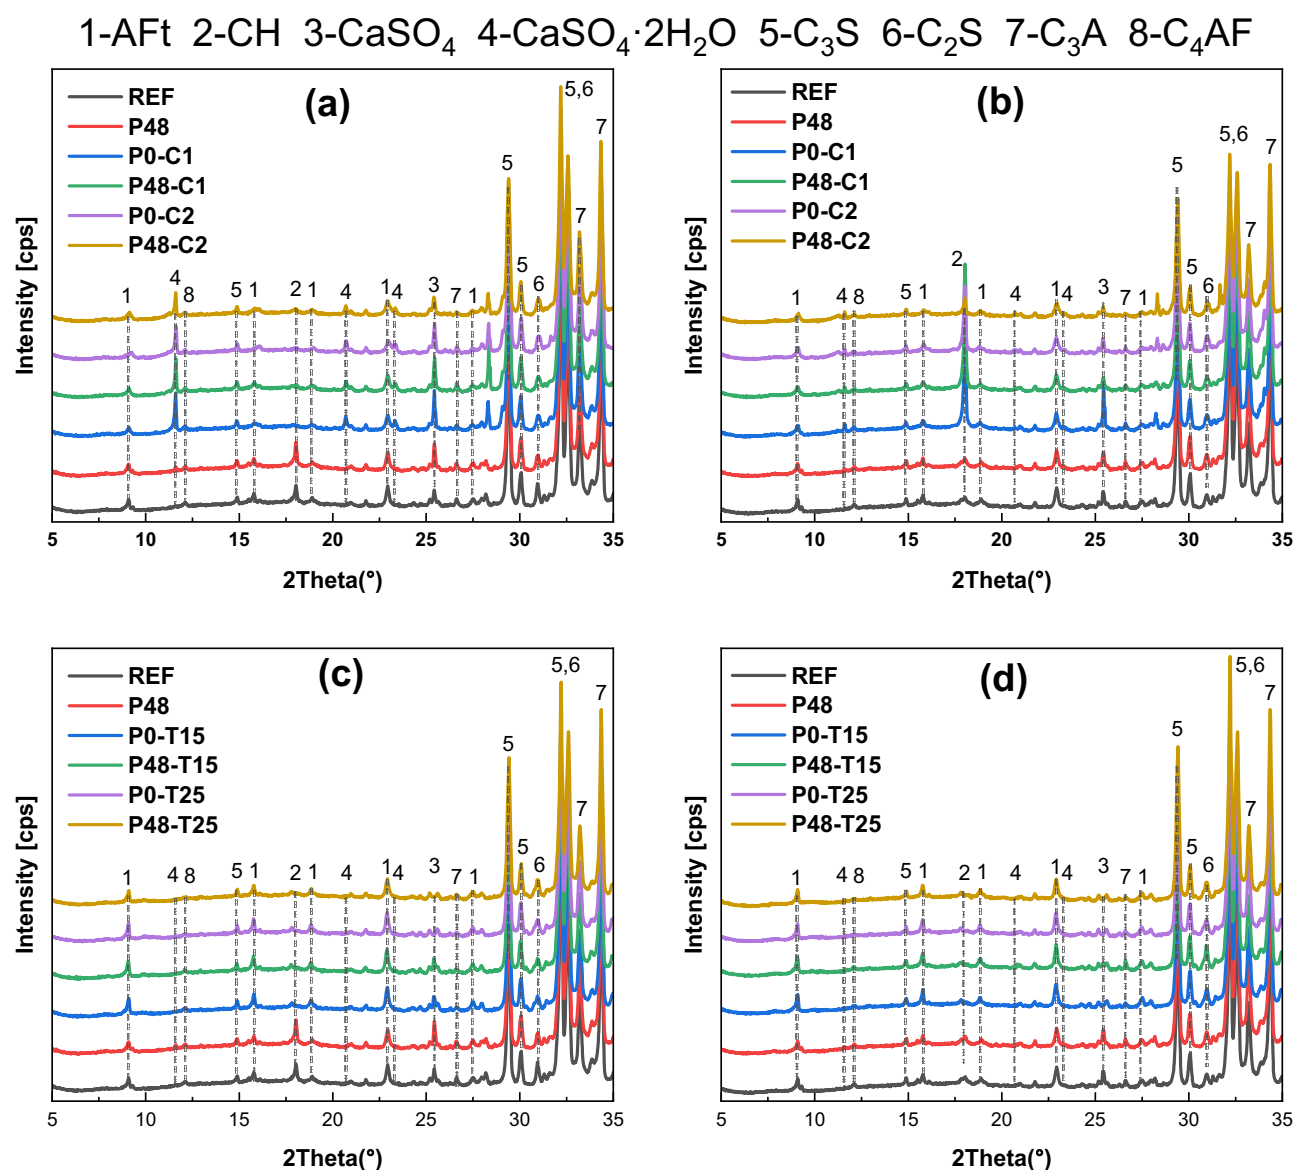 1-AFt 2-CH 3-CaSO₄ 4-CaSO₄·2H₂O 5-C₃S 6-C₂S 7-C₃A 8-C₄AF
(a)
REF
P48
P0-C1
P48-C1
P0-C2
P48-C2
5,6
7
5
7
5
1 4 8 5 1 2 1 4 1 4 3 7 1 6
Intensity [cps]
5 10 15 20 25 30 35
2Theta(°)
(b)
REF
P48
P0-C1
P48-C1
P0-C2
P48-C2
5,6
7
5
7
2
5
1 4 8 5 1 1 4 1 4 3 7 1 6
Intensity [cps]
5 10 15 20 25 30 35
2Theta(°)
(c)
REF
P48
P0-T15
P48-T15
P0-T25
P48-T25
5,6
7
5
7
5
1 4 8 5 1 2 1 4 1 4 3 7 1 6
Intensity [cps]
5 10 15 20 25 30 35
2Theta(°)
(d)
REF
P48
P0-T15
P48-T15
P0-T25
P48-T25
5,6
7
5
7
5
1 4 8 5 1 2 1 4 1 4 3 7 1 6
Intensity [cps]
5 10 15 20 25 30 35
2Theta(°)